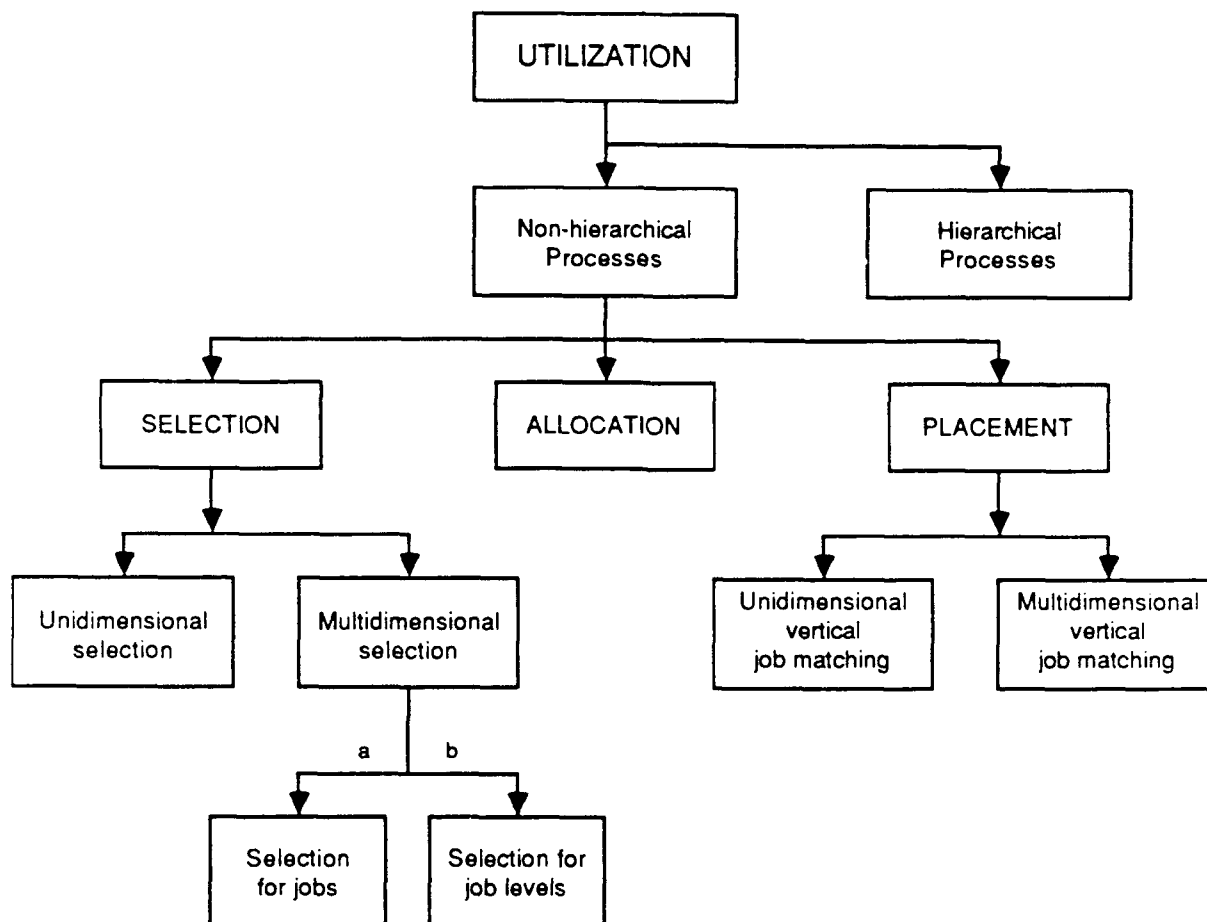 UTILIZATION
Non-hierarchical
Processes
Hierarchical
Processes
SELECTION
ALLOCATION
PLACEMENT
Unidimensional
selection
Multidimensional
selection
Unidimensional
vertical
job matching
Multidimensional
vertical
job matching
a
b
Selection
for jobs
Selection for
job levels